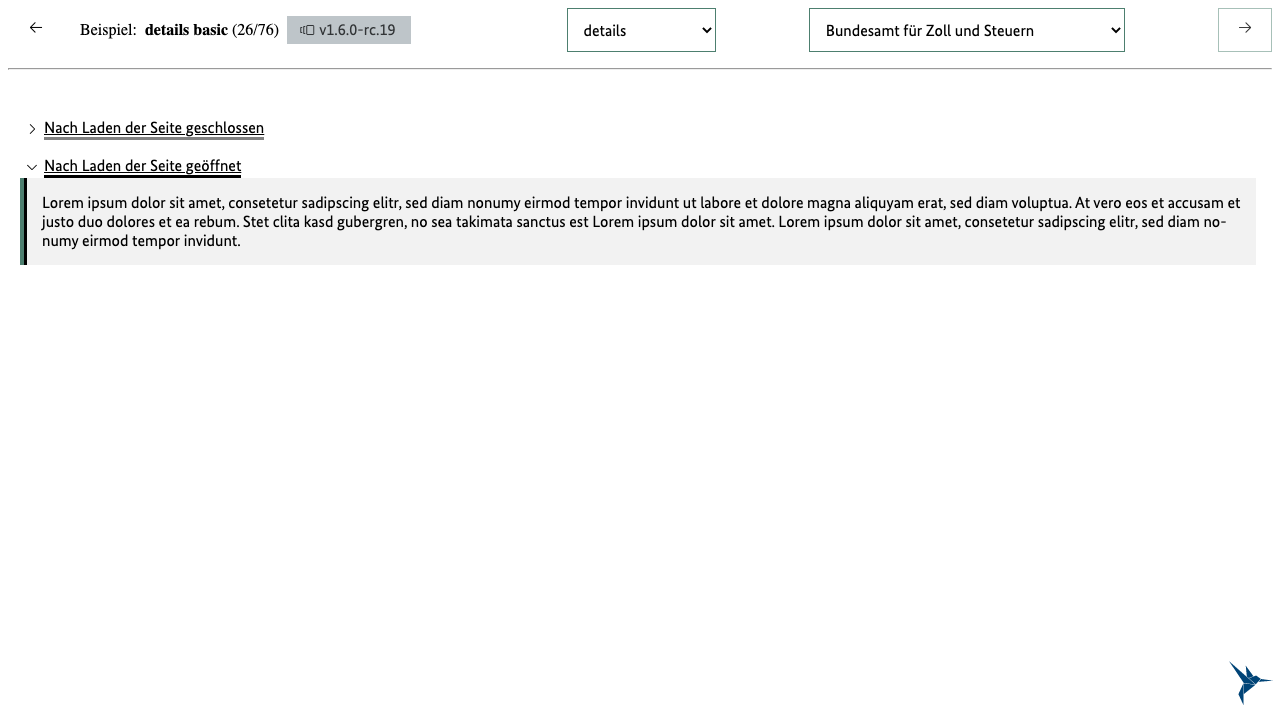 Beispiel: details basic (26/76) v1.6.0-rc.19 details Bundesamt für Zoll und Steuern
Nach Laden der Seite geschlossen
Nach Laden der Seite geöffnet
Lorem ipsum dolor sit amet, consetetur sadipscing elitr, sed diam nonumy eirmod tempor invidunt ut labore et dolore magna aliquyam erat, sed diam voluptua. At vero eos et accusam et
justo duo dolores et ea rebum. Stet clita kasd gubergren, no sea takimata sanctus est Lorem ipsum dolor sit amet. Lorem ipsum dolor sit amet, consetetur sadipscing elitr, sed diam no-
numy eirmod tempor invidunt.